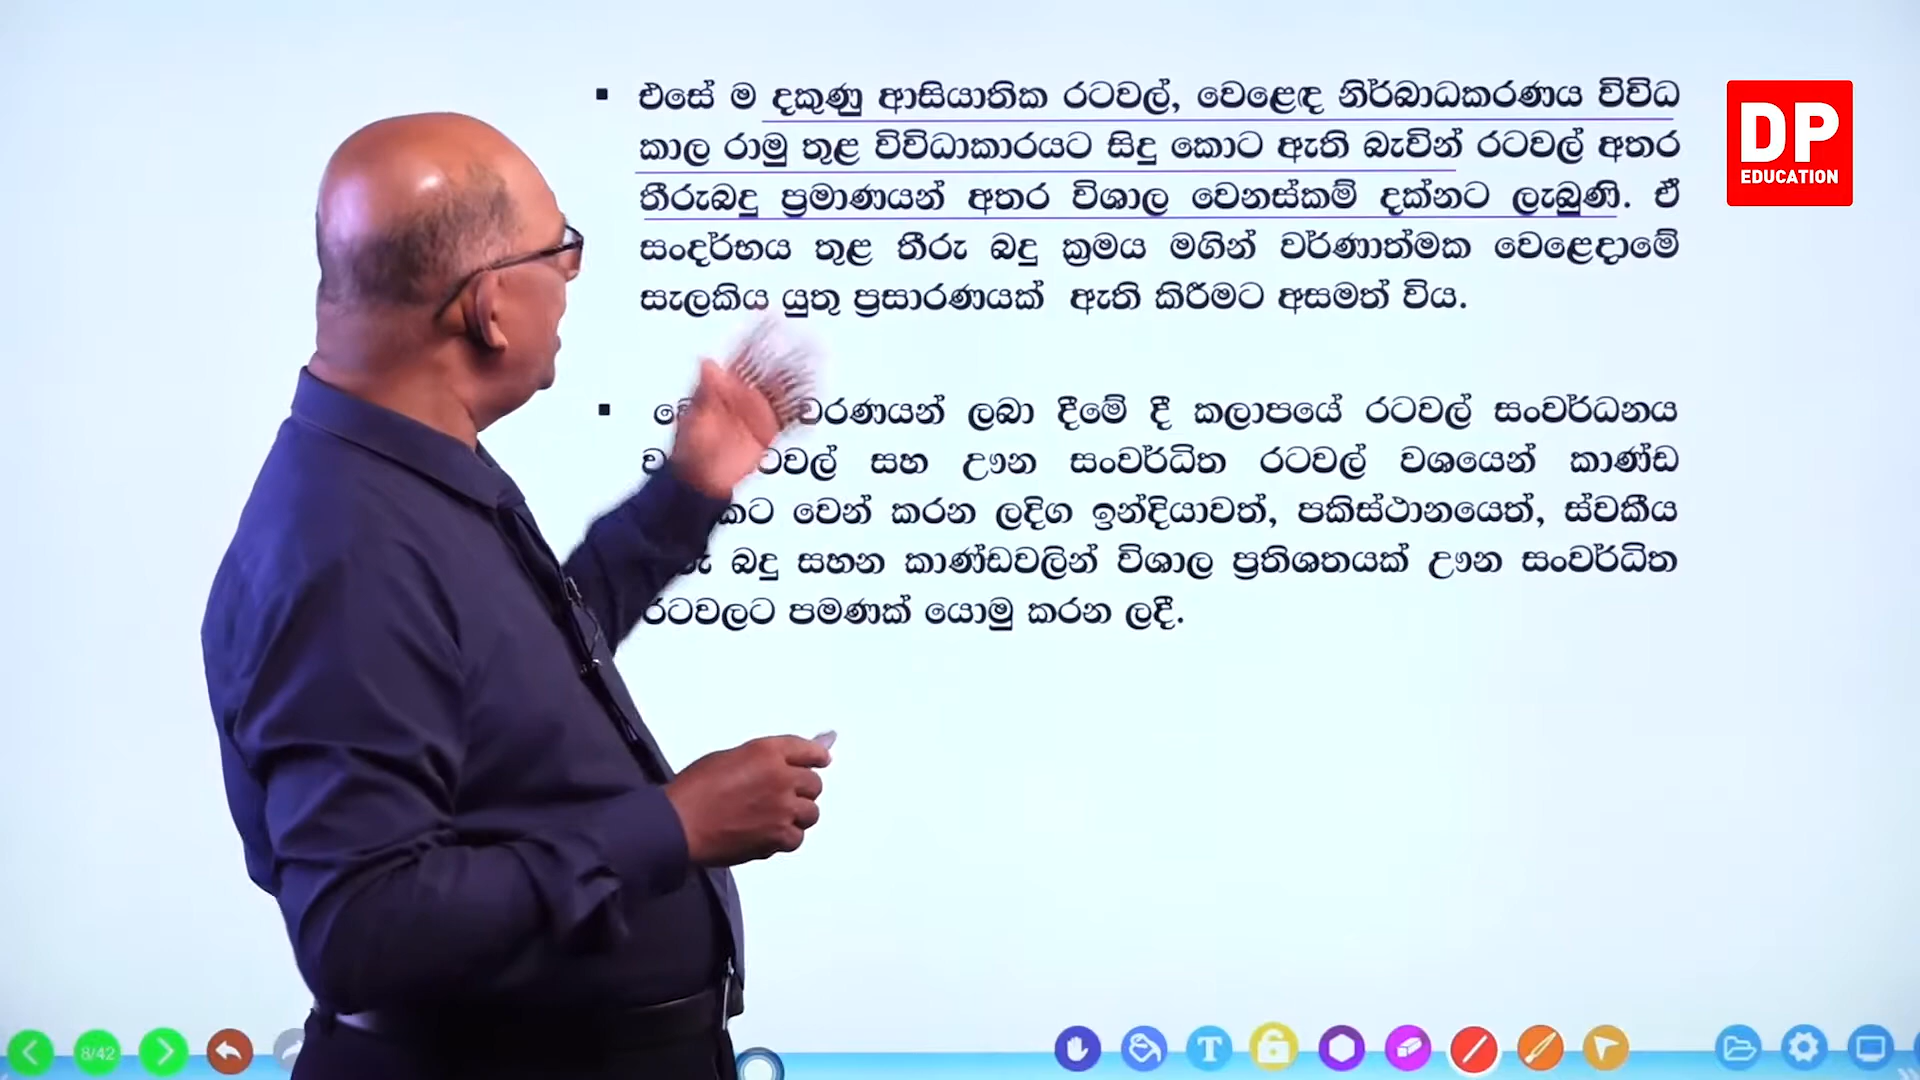 එසේ ම දකුණු ආසියාතික රටවල්, වෙළෙඳ නිර්බාධකරණය විවිධ
කාල රාමු තුළ විවිධාකාරයට සිදු කොට ඇති බැවින් රටවල් අතර
තීරුබදු ප්‍රමාණයන් අතර විශාල වෙනස්කම් දක්නට ලැබුණි. ඒ
සංදර්භය තුළ තීරු බදු ක්‍රමය මගින් වර්ණාත්මක වෙළෙදාමේ
සැලකිය යුතු ප්‍රසාරණයක් ඇති කිරීමට අසමත් විය.
ලබා දීමේ දී කලාපයේ රටවල් සංවර්ධනය
සහ ඌන සංවර්ධිත රටවල් වශයෙන් කාණ්ඩ
වෙන් කරන ලදිග ඉන්දියාවත්, පකිස්ථානයෙත්, ස්වකීය
බදු සහන කාණ්ඩවලින් විශාල ප්‍රතිශතයක් ඌන සංවර්ධිත
රටවලට පමණක් යොමු කරන ලදී.
DP
EDUCATION
8/42